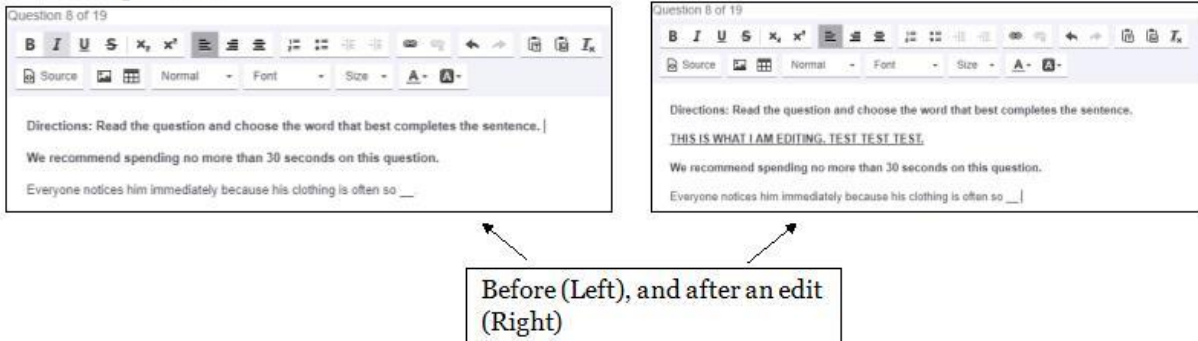 Question 8 of 19
B I U S x₂ x² Iₓ
Source Normal Font Size A A
Directions: Read the question and choose the word that best completes the sentence.
We recommend spending no more than 30 seconds on this question.
Everyone notices him immediately because his clothing is often so __
Question 8 of 19
B I U S x₂ x² Iₓ
Source Normal Font Size A A
Directions: Read the question and choose the word that best completes the sentence.
THIS IS WHAT I AM EDITING. TEST TEST TEST.
We recommend spending no more than 30 seconds on this question.
Everyone notices him immediately because his clothing is often so __
Before (Left), and after an edit
(Right)